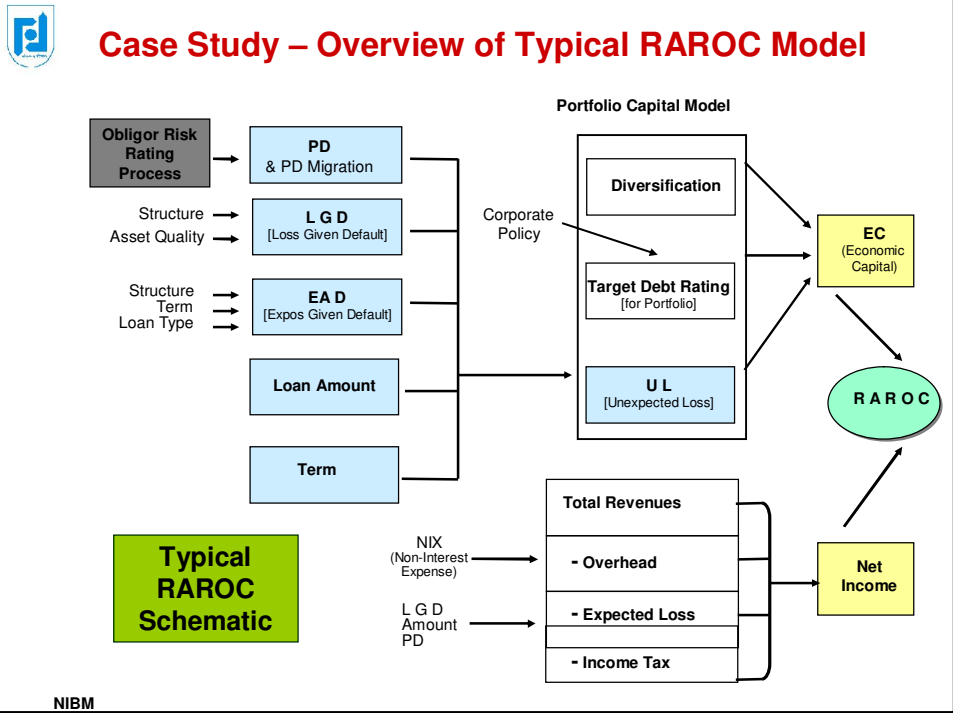 Case Study – Overview of Typical RAROC Model
Portfolio Capital Model
Obligor Risk
Rating
Process
PD
& PD Migration
Structure
Asset Quality
L G D
[Loss Given Default]
Structure
Term
Loan Type
EA D
[Expos Given Default]
Loan Amount
Term
Corporate
Policy
Diversification
Target Debt Rating
[for Portfolio]
U L
[Unexpected Loss]
EC
(Economic
Capital)
R A R O C
Typical
RAROC
Schematic
NIX
(Non-Interest
Expense)
L G D
Amount
PD
Total Revenues
- Overhead
- Expected Loss
- Income Tax
Net
Income
NIBM